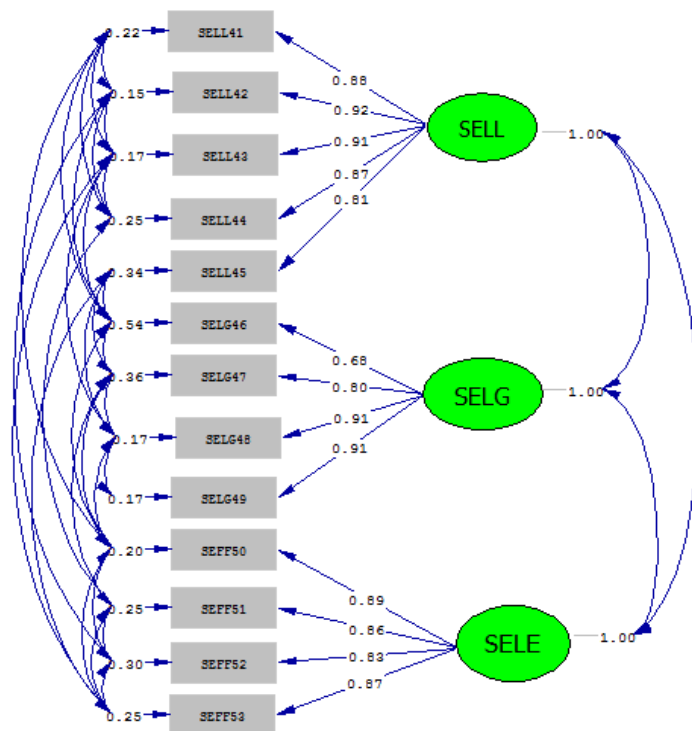 0.22 SELL41
0.88
0.15 SELL42
0.92
SELL 1.00
0.91
0.17 SELL43
0.87
0.81
0.25 SELL44
0.34 SELL45
0.54 SELG46
0.68
0.36 SELG47
0.80
SELG 1.00
0.91
0.17 SELG48
0.91
0.17 SELG49
0.20 SEFF50
0.89
0.25 SEFF51
0.86
0.83
SELE 1.00
0.30 SEFF52
0.87
0.25 SEFF53